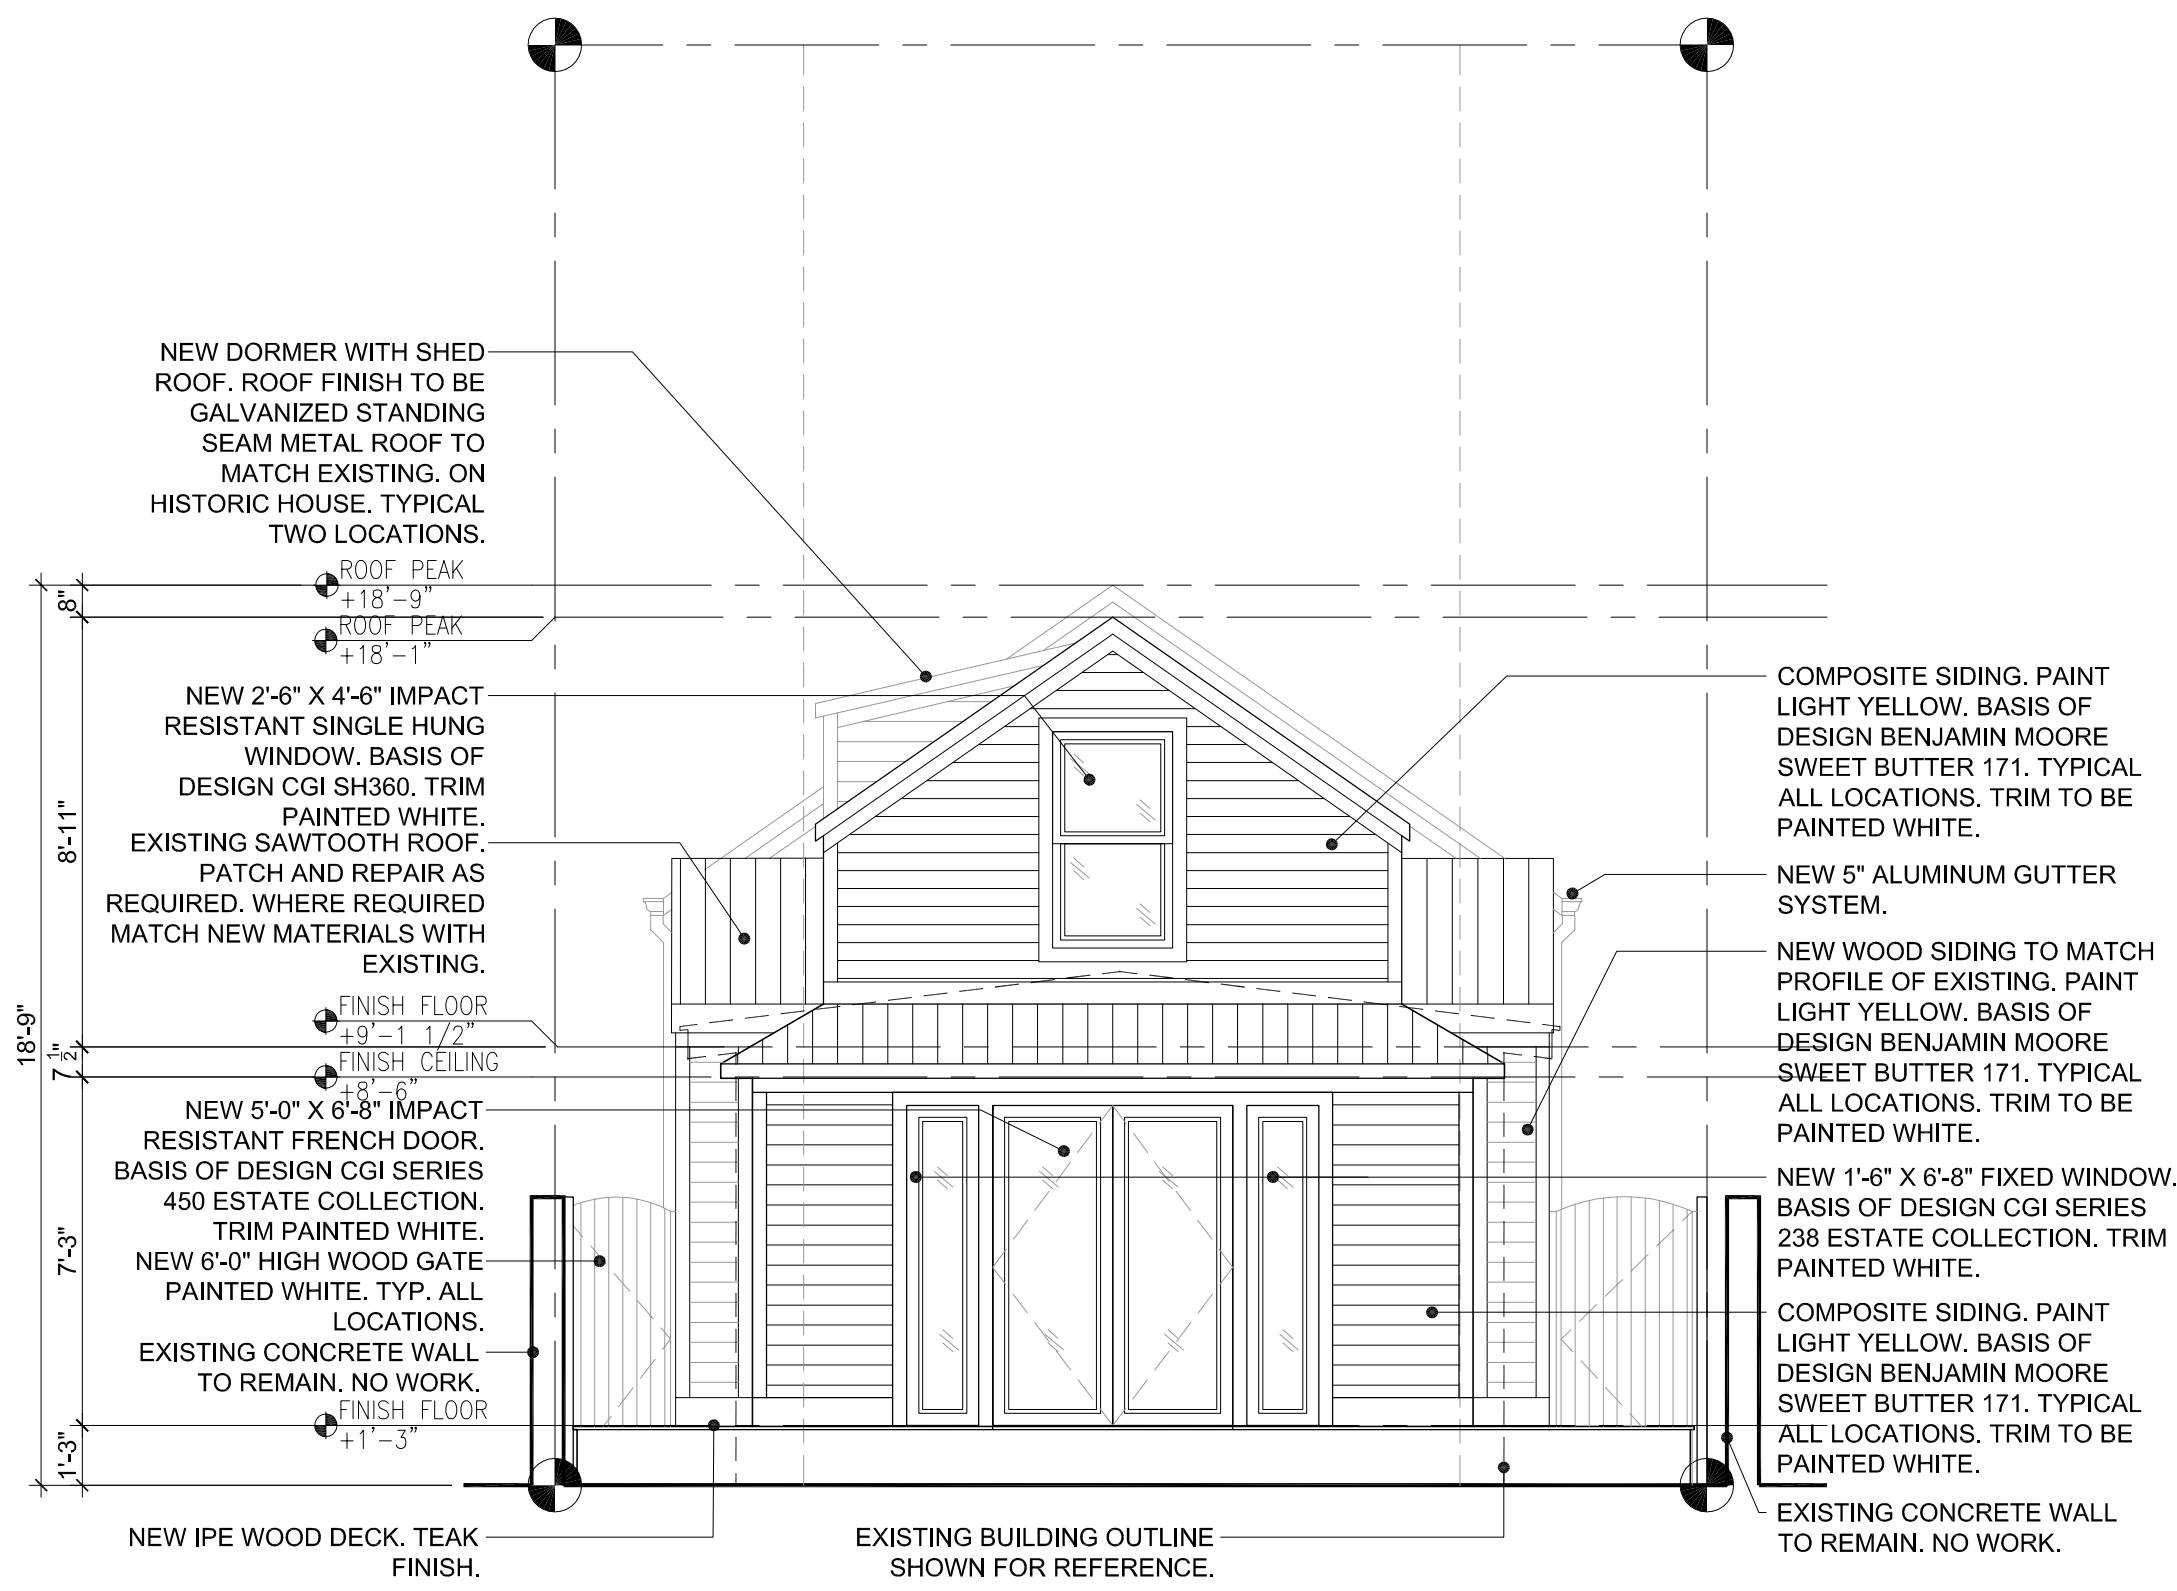 NEW DORMER WITH SHED
ROOF. ROOF FINISH TO BE
GALVANIZED STANDING
SEAM METAL ROOF TO
MATCH EXISTING. ON
HISTORIC HOUSE. TYPICAL
TWO LOCATIONS.
ROOF PEAK
+18'-9"
ROOF PEAK
+18'-1"
NEW 2'-6" X 4'-6" IMPACT
RESISTANT SINGLE HUNG
WINDOW. BASIS OF
DESIGN CGI SH360. TRIM
PAINTED WHITE.
EXISTING SAWTOOTH ROOF.
PATCH AND REPAIR AS
REQUIRED. WHERE REQUIRED
MATCH NEW MATERIALS WITH
EXISTING.
FINISH FLOOR
+9'-1 1/2"
FINISH CEILING
+8'-6"
NEW 5'-0" X 6'-8" IMPACT
RESISTANT FRENCH DOOR.
BASIS OF DESIGN CGI SERIES
450 ESTATE COLLECTION.
TRIM PAINTED WHITE.
NEW 6'-0" HIGH WOOD GATE
PAINTED WHITE. TYP. ALL
LOCATIONS.
EXISTING CONCRETE WALL
TO REMAIN. NO WORK.
FINISH FLOOR
+1'-3"
NEW IPE WOOD DECK. TEAK
FINISH.
8"
8'-11"
7 1/2"
7'-3"
1'-3"
18'-9"
EXISTING BUILDING OUTLINE
SHOWN FOR REFERENCE.
COMPOSITE SIDING. PAINT
LIGHT YELLOW. BASIS OF
DESIGN BENJAMIN MOORE
SWEET BUTTER 171. TYPICAL
ALL LOCATIONS. TRIM TO BE
PAINTED WHITE.
NEW 5" ALUMINUM GUTTER
SYSTEM.
NEW WOOD SIDING TO MATCH
PROFILE OF EXISTING. PAINT
LIGHT YELLOW. BASIS OF
DESIGN BENJAMIN MOORE
SWEET BUTTER 171. TYPICAL
ALL LOCATIONS. TRIM TO BE
PAINTED WHITE.
NEW 1'-6" X 6'-8" FIXED WINDOW.
BASIS OF DESIGN CGI SERIES
238 ESTATE COLLECTION. TRIM
PAINTED WHITE.
COMPOSITE SIDING. PAINT
LIGHT YELLOW. BASIS OF
DESIGN BENJAMIN MOORE
SWEET BUTTER 171. TYPICAL
ALL LOCATIONS. TRIM TO BE
PAINTED WHITE.
EXISTING CONCRETE WALL
TO REMAIN. NO WORK.